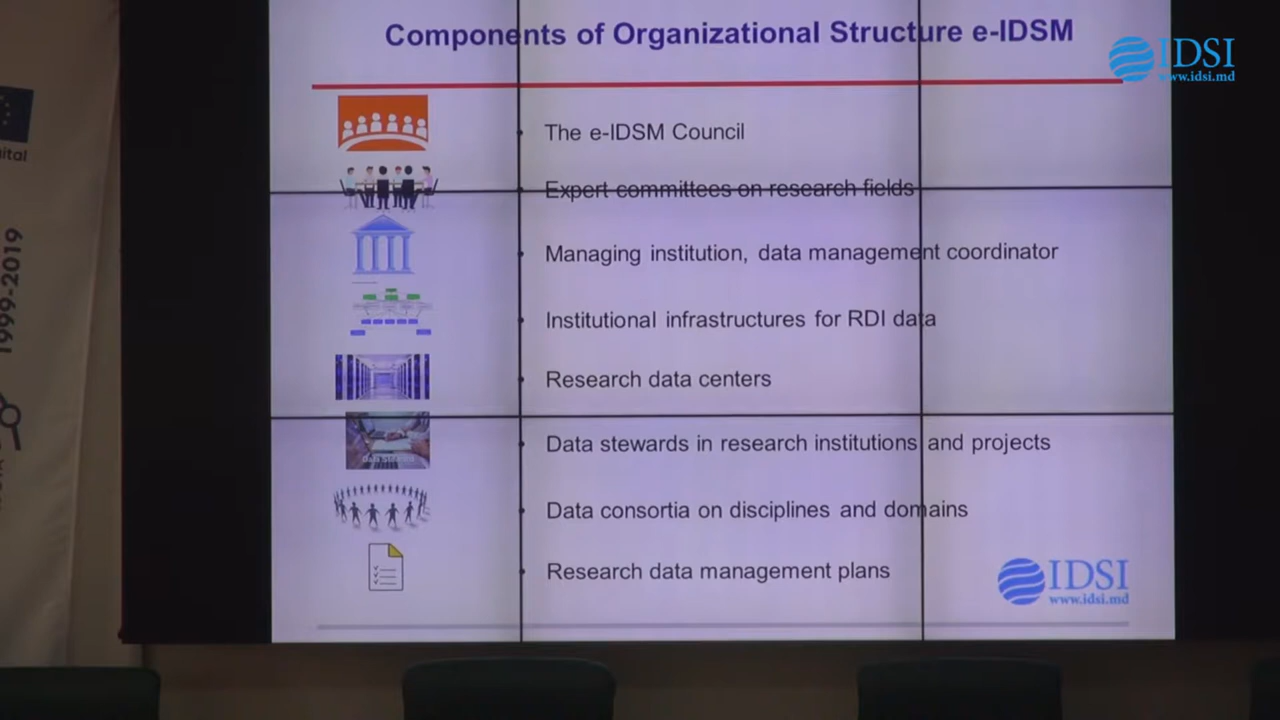 Components of Organizational Structure e-IDSM
IDSI
www.idsi.md
The e-IDSM Council
Expert committees on research fields
Managing institution, data management coordinator
Institutional infrastructures for RDI data
Research data centers
Data stewards in research institutions and projects
Data consortia on disciplines and domains
Research data management plans
IDSI
www.idsi.md
ital
1999-2019